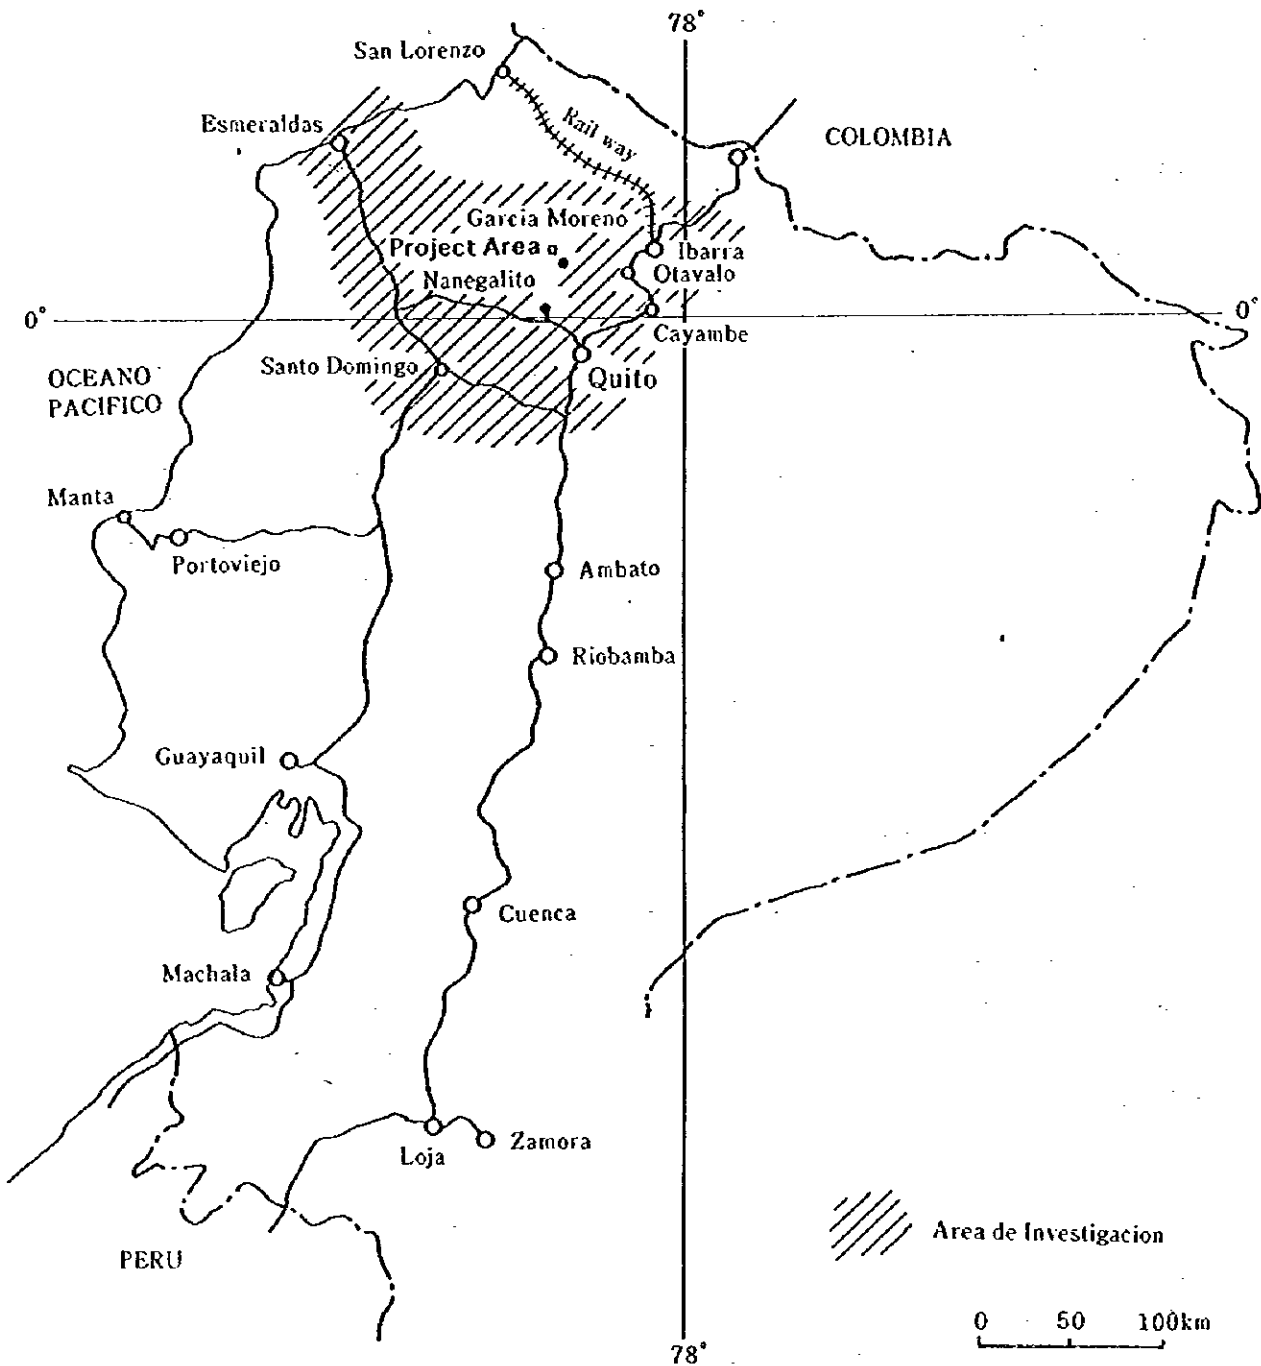 78°
San Lorenzo
Esmeraldas
Rail way
COLOMBIA
Garcia Moreno
Project Area
Ibarra
Otavalo
Nanegalito
0°
0°
Cayambe
Santo Domingo
Quito
OCEANO
PACIFICO
Manta
Portoviejo
Ambato
Riobamba
Guayaquil
Cuenca
Machala
Loja
Zamora
PERU
Area de Investigacion
0 50 100km
78°